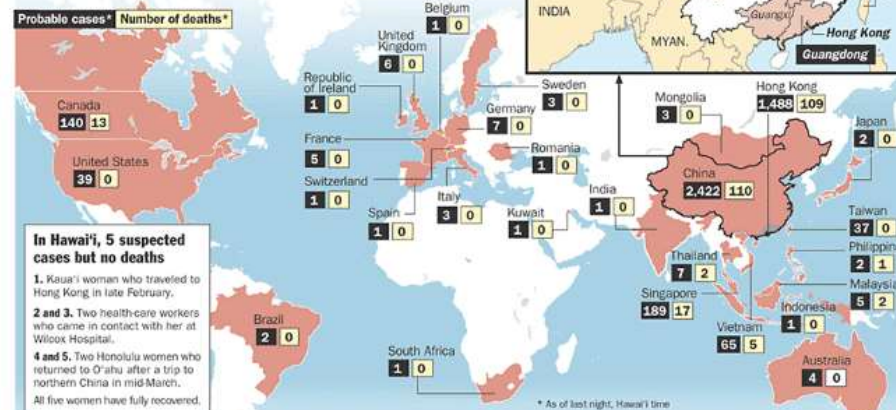 Probable cases* Number of deaths*
INDIA
MYAN.
Guangxi
Hong Kong
Guangdong
Canada
140 13
United States
39 0
Belgium
1 0
United
Kingdom
6 0
Republic
of Ireland
1 0
France
5 0
Switzerland
1 0
Spain
1 0
Italy
3 0
Germany
7 0
Sweden
3 0
Romania
1 0
Kuwait
1 0
India
1 0
Mongolia
3 0
China
2,422 110
Hong Kong
1,488 109
Japan
2 0
Taiwan
37 0
Philippin
2 1
Malaysia
5 2
Thailand
7 2
Singapore
189 17
Vietnam
65 5
Indonesia
1 0
Australia
4 0
Brazil
2 0
South Africa
1 0
In Hawai‘i, 5 suspected
cases but no deaths
1. Kaua‘i woman who traveled to
Hong Kong in late February.
2 and 3. Two health-care workers
who came in contact with her at
Wilcox Hospital.
4 and 5. Two Honolulu women who
returned to O‘ahu after a trip to
northern China in mid-March.
All five women have fully recovered.
* As of last night, Hawai‘i time